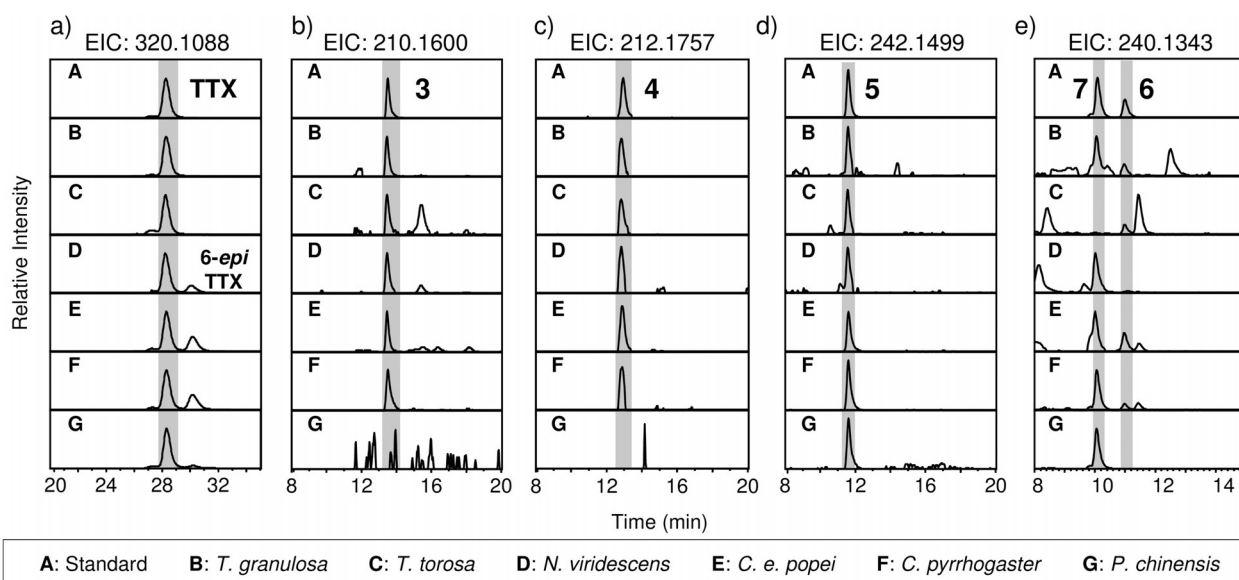 a) EIC: 320.1088
b) EIC: 210.1600
c) EIC: 212.1757
d) EIC: 242.1499
e) EIC: 240.1343
Relative Intensity
A TTX
B
C
D 6-epi TTX
E
F
G
20 24 28 32
A 3
B
C
D
E
F
G
8 12 16 20
A 4
B
C
D
E
F
G
8 12 16 20
A 5
B
C
D
E
F
G
8 12 16 20
A 7 6
B
C
D
E
F
G
8 10 12 14
Time (min)
A: Standard B: T. granulosa C: T. torosa D: N. viridescens E: C. e. popei F: C. pyrrhogaster G: P. chinensis